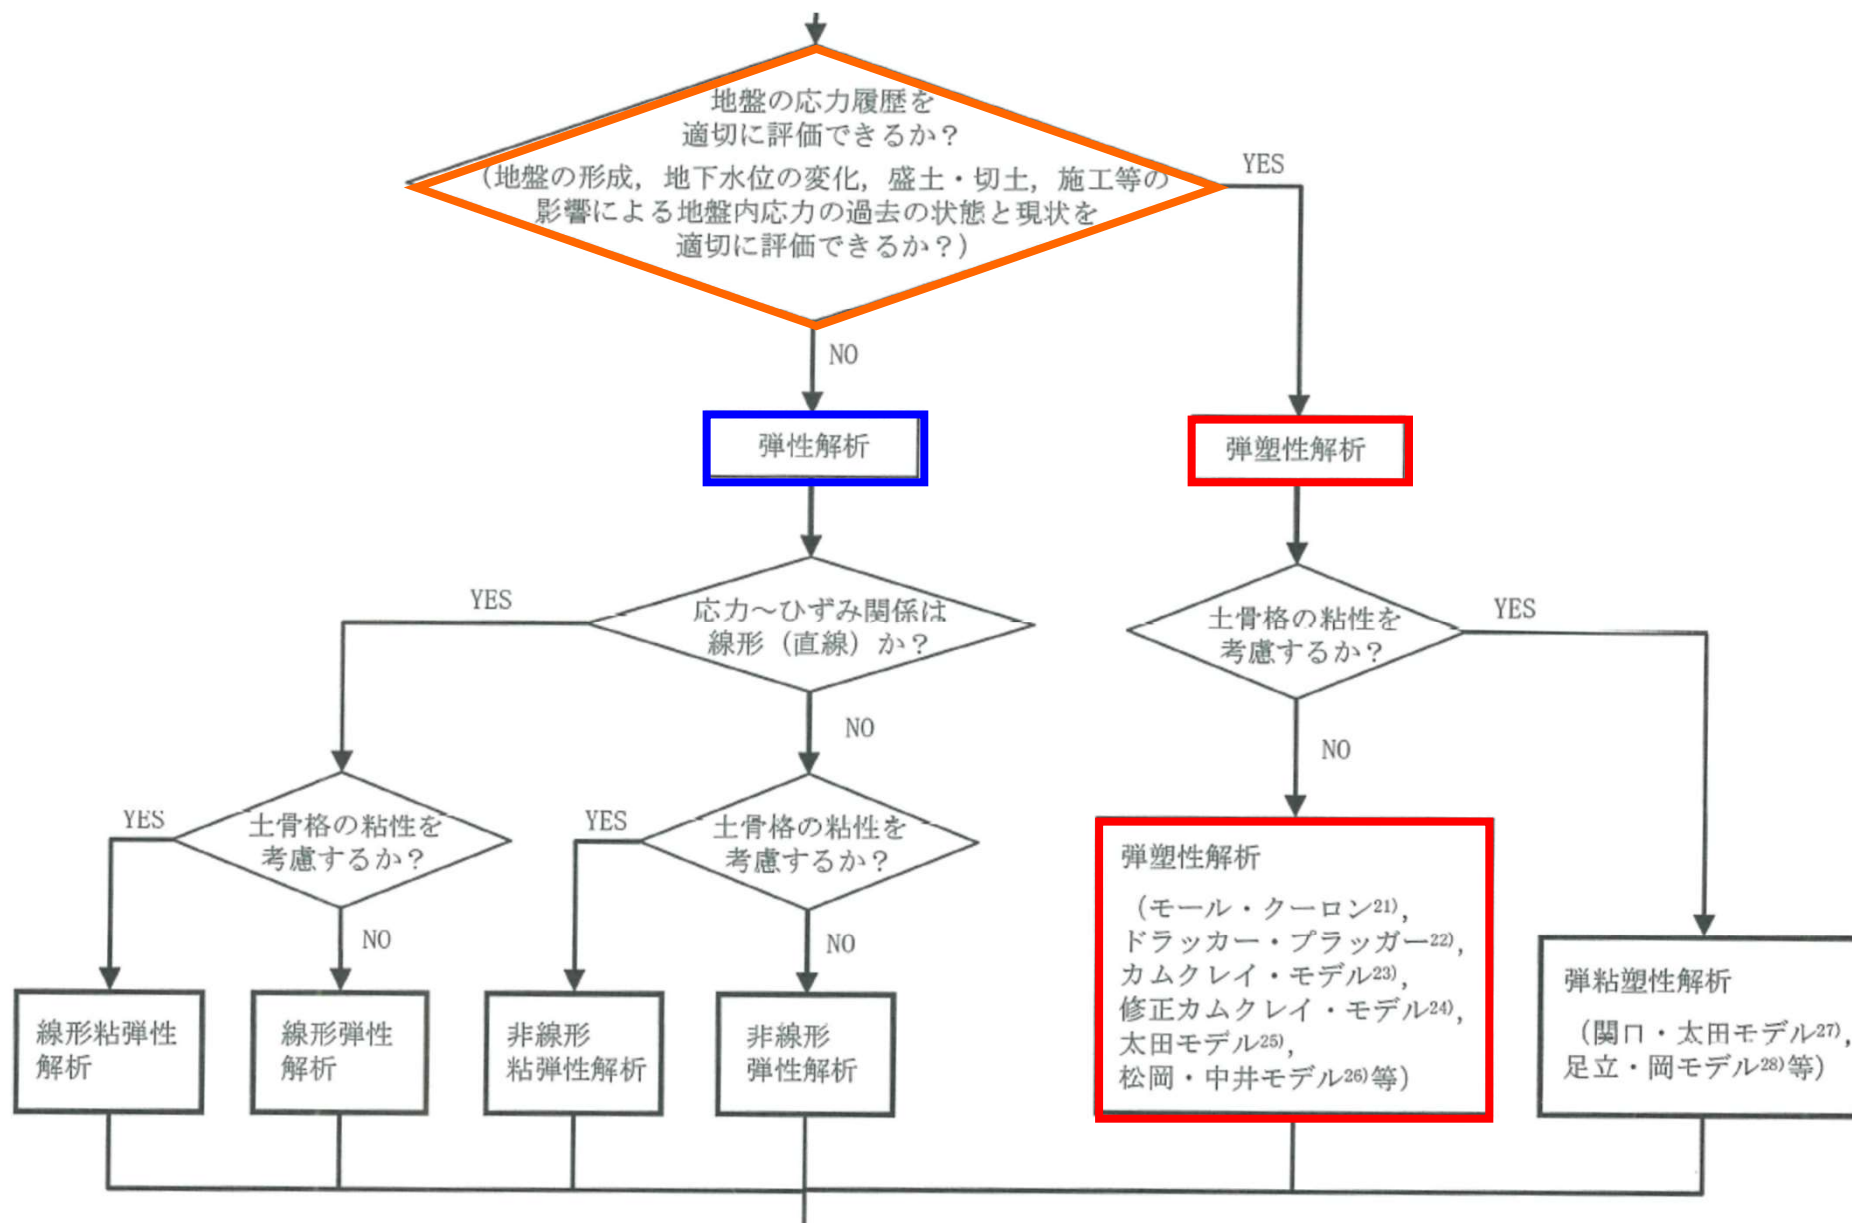 地盤の応力履歴を
適切に評価できるか？
（地盤の形成，地下水位の変化，盛土・切土，施工等の
影響による地盤内応力の過去の状態と現状を
適切に評価できるか？）
YES
NO
弾性解析
弾塑性解析
YES
応力～ひずみ関係は
線形（直線）か？
土骨格の粘性を
考慮するか？
YES
NO
NO
YES
土骨格の粘性を
考慮するか？
YES
土骨格の粘性を
考慮するか？
NO
NO
線形粘弾性
解析
線形弾性
解析
非線形
粘弾性解析
非線形
弾性解析
弾塑性解析
（モール・クーロン21)，
ドラッカー・プラッガー22)，
カムクレイ・モデル23)，
修正カムクレイ・モデル24)，
太田モデル25)，
松岡・中井モデル26)等）
弾粘塑性解析
（関口・太田モデル27)，
足立・岡モデル28)等）